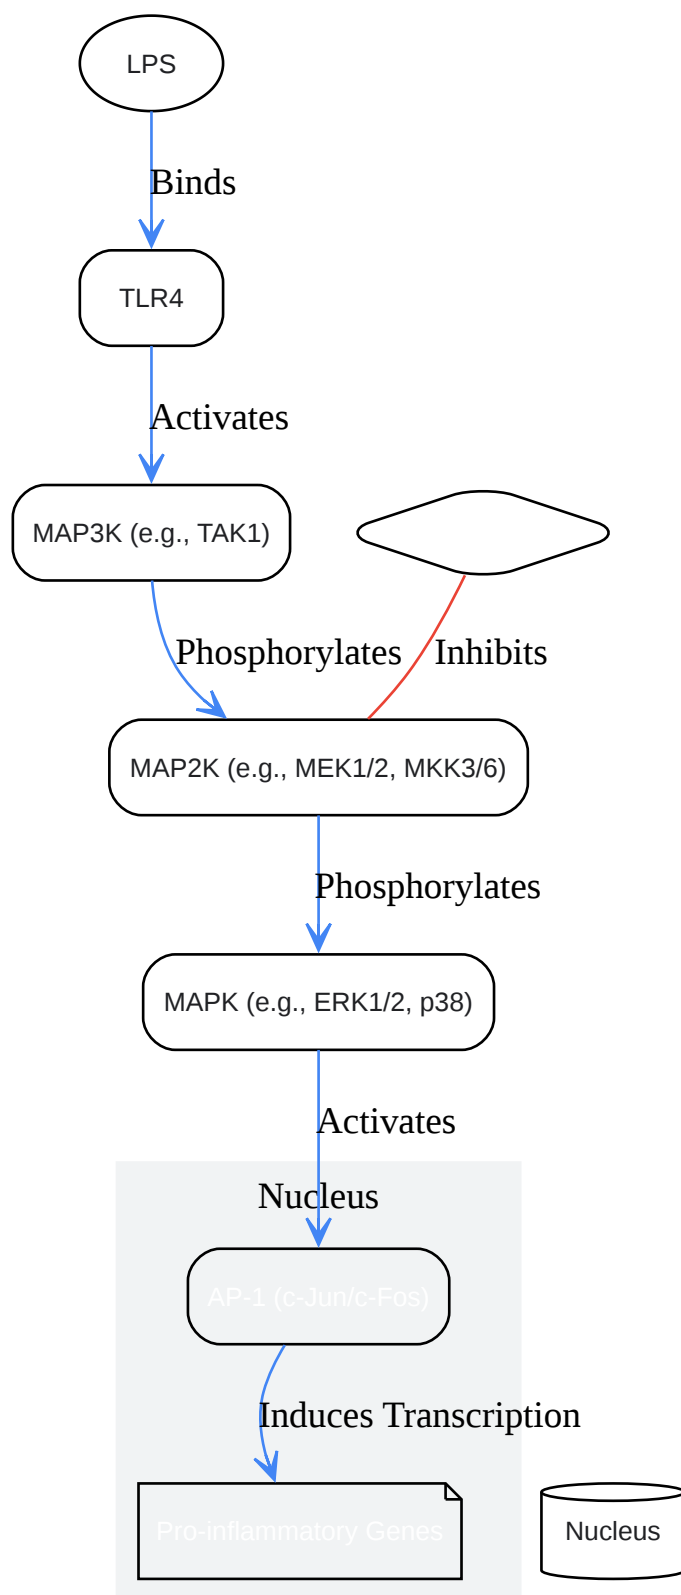 LPS
Binds
TLR4
Activates
MAP3K (e.g., TAK1)
Phosphorylates
Inhibits
MAP2K (e.g., MEK1/2, MKK3/6)
Phosphorylates
MAPK (e.g., ERK1/2, p38)
Activates
Nucleus
AP-1 (c-Jun/c-Fos)
Induces Transcription
Pro-inflammatory Genes
Nucleus